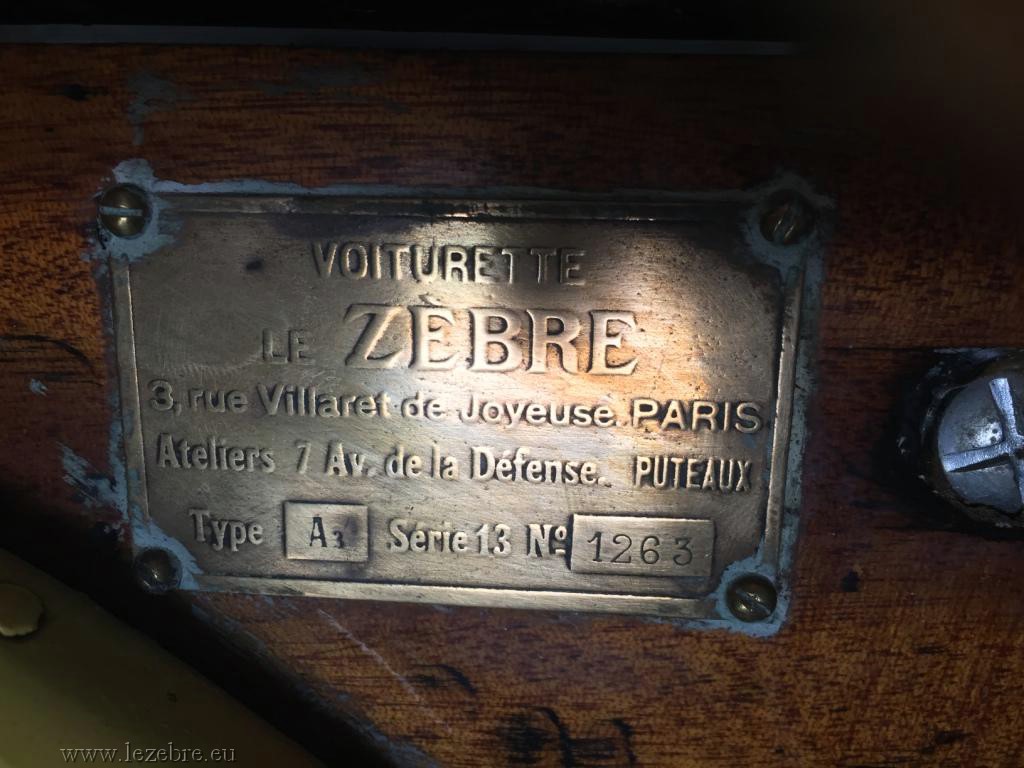 VOITURETTE
LE ZÈBRE
3, rue Villaret de Joyeuse. PARIS
Ateliers 7 Av. de la Défense. PUTEAUX
Type A3 Série 13 Nº 1263
www.lezebre.eu